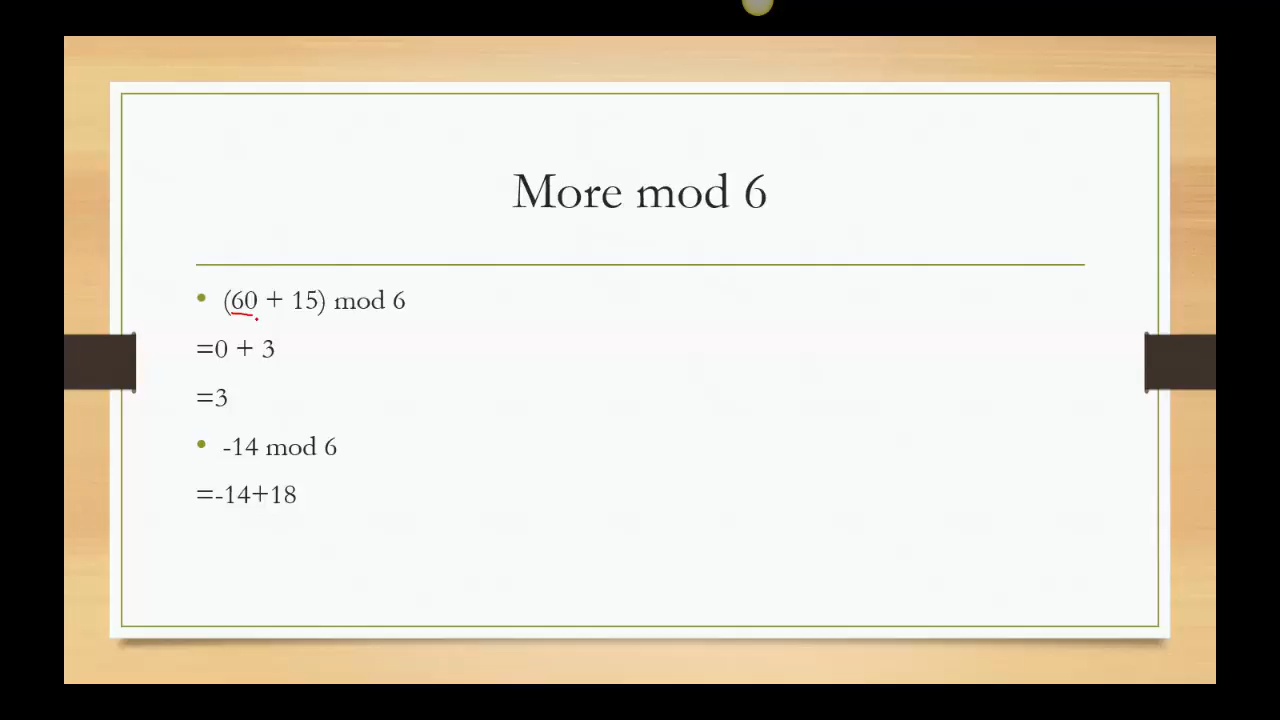 More mod 6
• (60 + 15) mod 6
=0 + 3
=3
• -14 mod 6
=-14+18